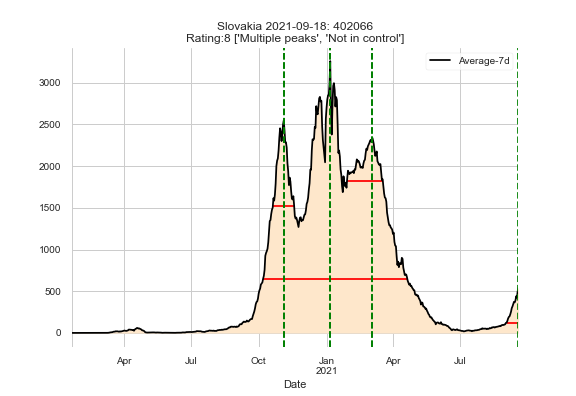 Slovakia 2021-09-18: 402066
Rating:8 ['Multiple peaks', 'Not in control']
Average-7d
3000
2500
2000
1500
1000
500
0
Apr Jul Oct Jan Apr Jul
2021
Date